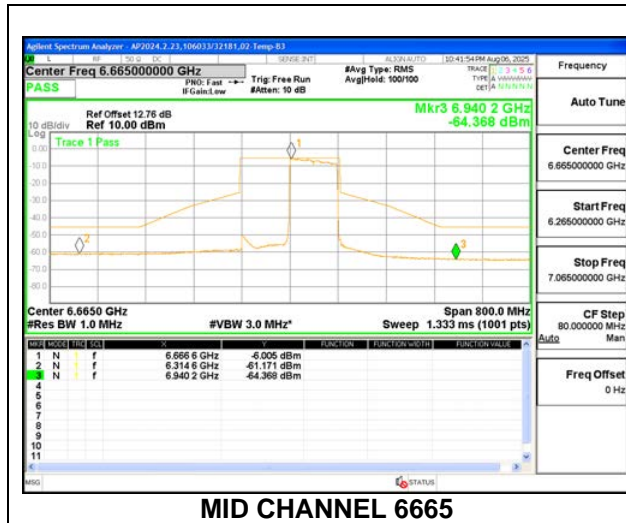 Agilent Spectrum Analyzer - AP2024.2.23,106033/32181,02-Temp-B3
L RF 50 Ω DC SENSE:INT ALIGN AUTO 10:41:54 PM Aug 06, 2025
Center Freq 6.665000000 GHz
PASS
PNO: Fast
IFGain:Low
Trig: Free Run
#Atten: 10 dB
#Avg Type: RMS
Avg|Hold: 100/100
TRACE 1 2 3 4 5 6
TYPE A
DET A N N N N N
Ref Offset 12.76 dB
Ref 10.00 dBm
10 dB/div
Log
Mkr3 6.940 2 GHz
-64.368 dBm
Trace 1 Pass
0.00
-10.0
-20.0
-30.0
-40.0
-50.0
-60.0
-70.0
-80.0
1
2
3
Center 6.6650 GHz
#Res BW 1.0 MHz
#VBW 3.0 MHz*
Span 800.0 MHz
Sweep 1.333 ms (1001 pts)
MKR MODE TRC SCL X Y FUNCTION FUNCTION WIDTH FUNCTION VALUE
1 N 1 f 6.666 6 GHz -6.005 dBm
2 N 1 f 6.314 6 GHz -61.171 dBm
3 N 1 f 6.940 2 GHz -64.368 dBm
4
5
6
7
8
9
10
11
MSG STATUS
Frequency
Auto Tune
Center Freq
6.665000000 GHz
Start Freq
6.265000000 GHz
Stop Freq
7.065000000 GHz
CF Step
80.000000 MHz
Auto Man
Freq Offset
0 Hz
MID CHANNEL 6665